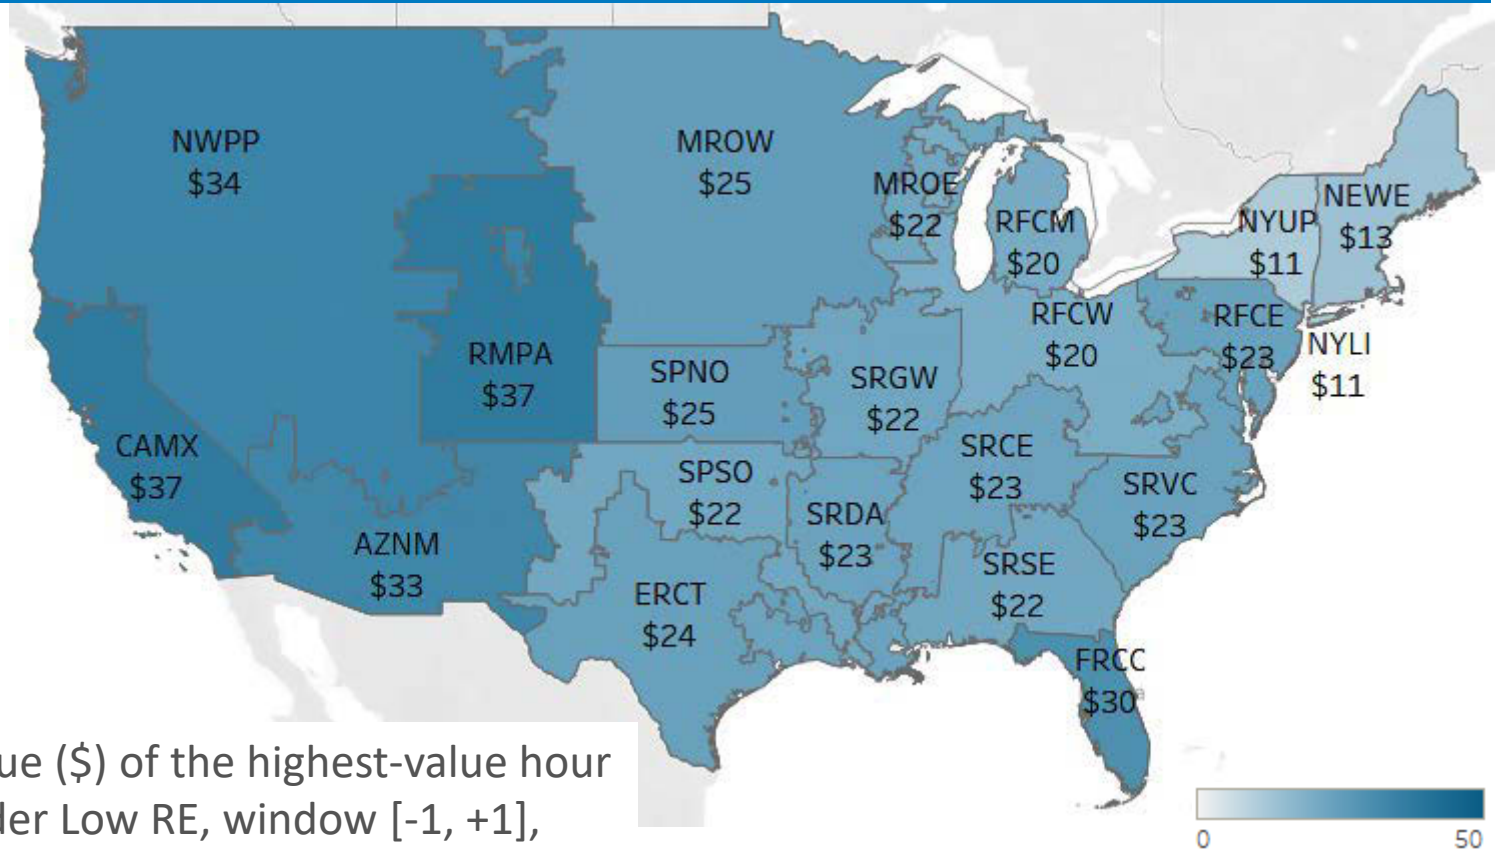 NWPP
$34
MROW
$25
MROE
$22
RFCM
$20
NYUP
$11
NEWE
$13
RMPA
$37
SPNO
$25
SRGW
$22
RFCW
$20
RFCE
$23
NYLI
$11
CAMX
$37
SPSO
$22
SRCE
$23
SRVC
$23
AZNM
$33
SRDA
$23
SRSE
$22
ERCT
$24
FRCC
$30
ue ($) of the highest-value hour
der Low RE, window [-1, +1],
0 50